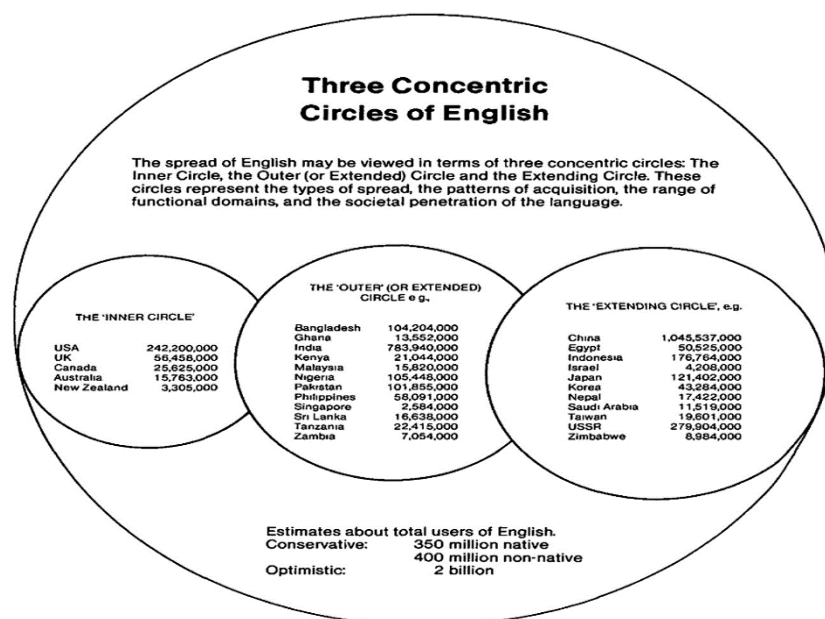 Three Concentric
Circles of English
The spread of English may be viewed in terms of three concentric circles: The
Inner Circle, the Outer (or Extended) Circle and the Extending Circle. These
circles represent the types of spread, the patterns of acquisition, the range of
functional domains, and the societal penetration of the language.
THE 'INNER CIRCLE'
USA 242,200,000
UK 56,458,000
Canada 25,625,000
Australia 15,763,000
New Zealand 3,305,000
THE 'OUTER' (OR EXTENDED)
CIRCLE e g.,
Bangladesh 104,204,000
Ghana 13,552,000
India 783,940,000
Kenya 21,044,000
Malaysia 15,820,000
Nigeria 105,448,000
Pakistan 101,855,000
Philippines 58,091,000
Singapore 2,584,000
Sri Lanka 16,638,000
Tanzania 22,415,000
Zambia 7,054,000
THE 'EXTENDING CIRCLE', e.g.
China 1,045,537,000
Egypt 50,525,000
Indonesia 176,764,000
Israel 4,208,000
Japan 121,402,000
Korea 43,284,000
Nepal 17,422,000
Saudi Arabia 11,519,000
Taiwan 19,601,000
USSR 279,904,000
Zimbabwe 8,984,000
Estimates about total users of English.
Conservative: 350 million native
400 million non-native
Optimistic: 2 billion